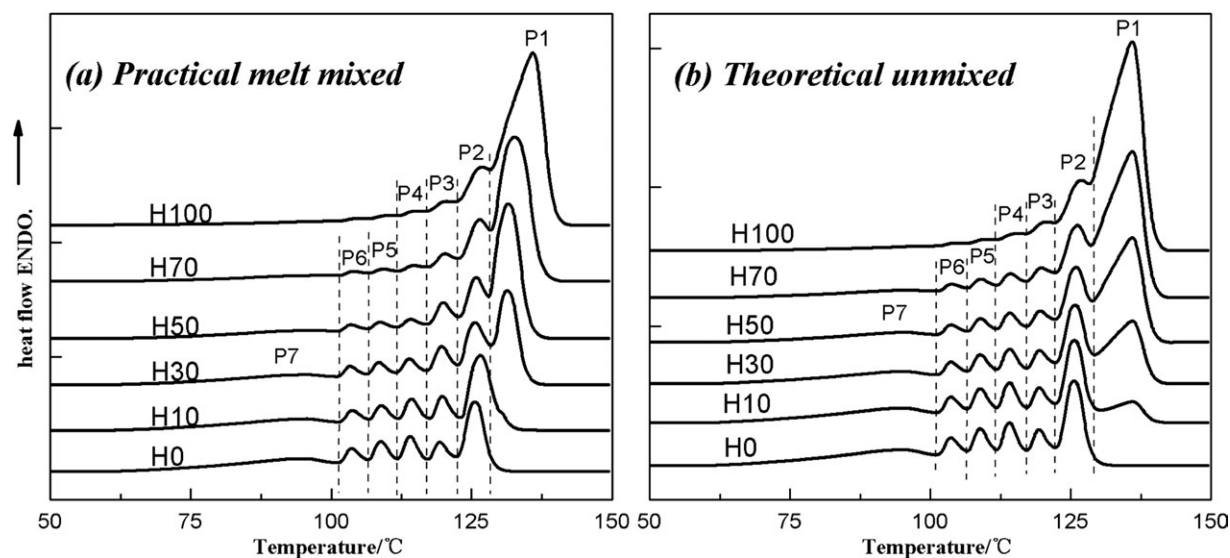 (a) Practical melt mixed
P1
P2
P3
P4
P5
P6
P7
H100
H70
H50
H30
H10
H0
heat flow ENDO.
50
75
100
125
150
Temperature/℃
(b) Theoretical unmixed
P1
P2
P3
P4
P5
P6
P7
H100
H70
H50
H30
H10
H0
50
75
100
125
150
Temperature/℃